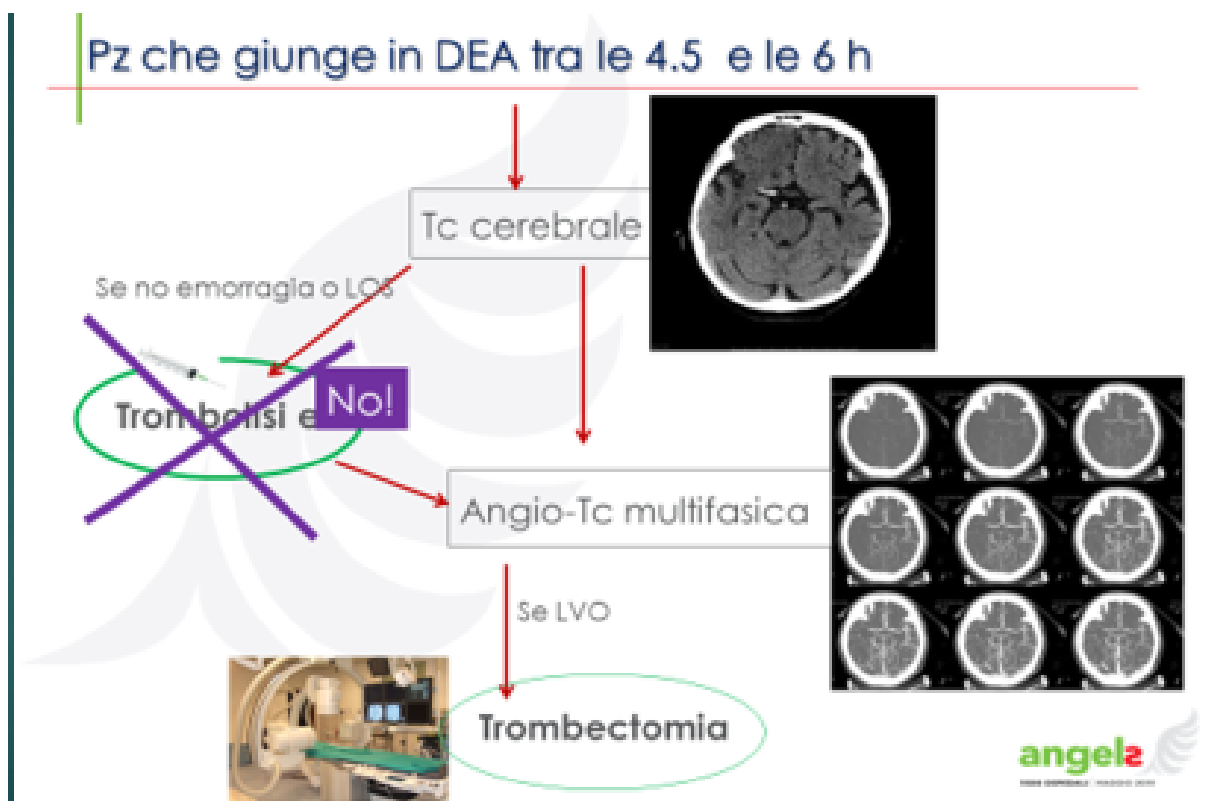 Pz che giunge in DEA tra le 4.5 e le 6 h
Tc cerebrale
Se no emorragia o LOS
Trombolisi e
No!
Angio-Tc multifasica
Se LVO
Trombectomia
angels